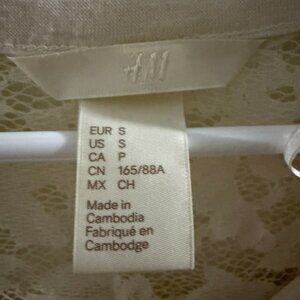 H&M
EUR S
US S
CA P
CN 165/88A
MX CH
Made in
Cambodia
Fabriqué en
Cambodge